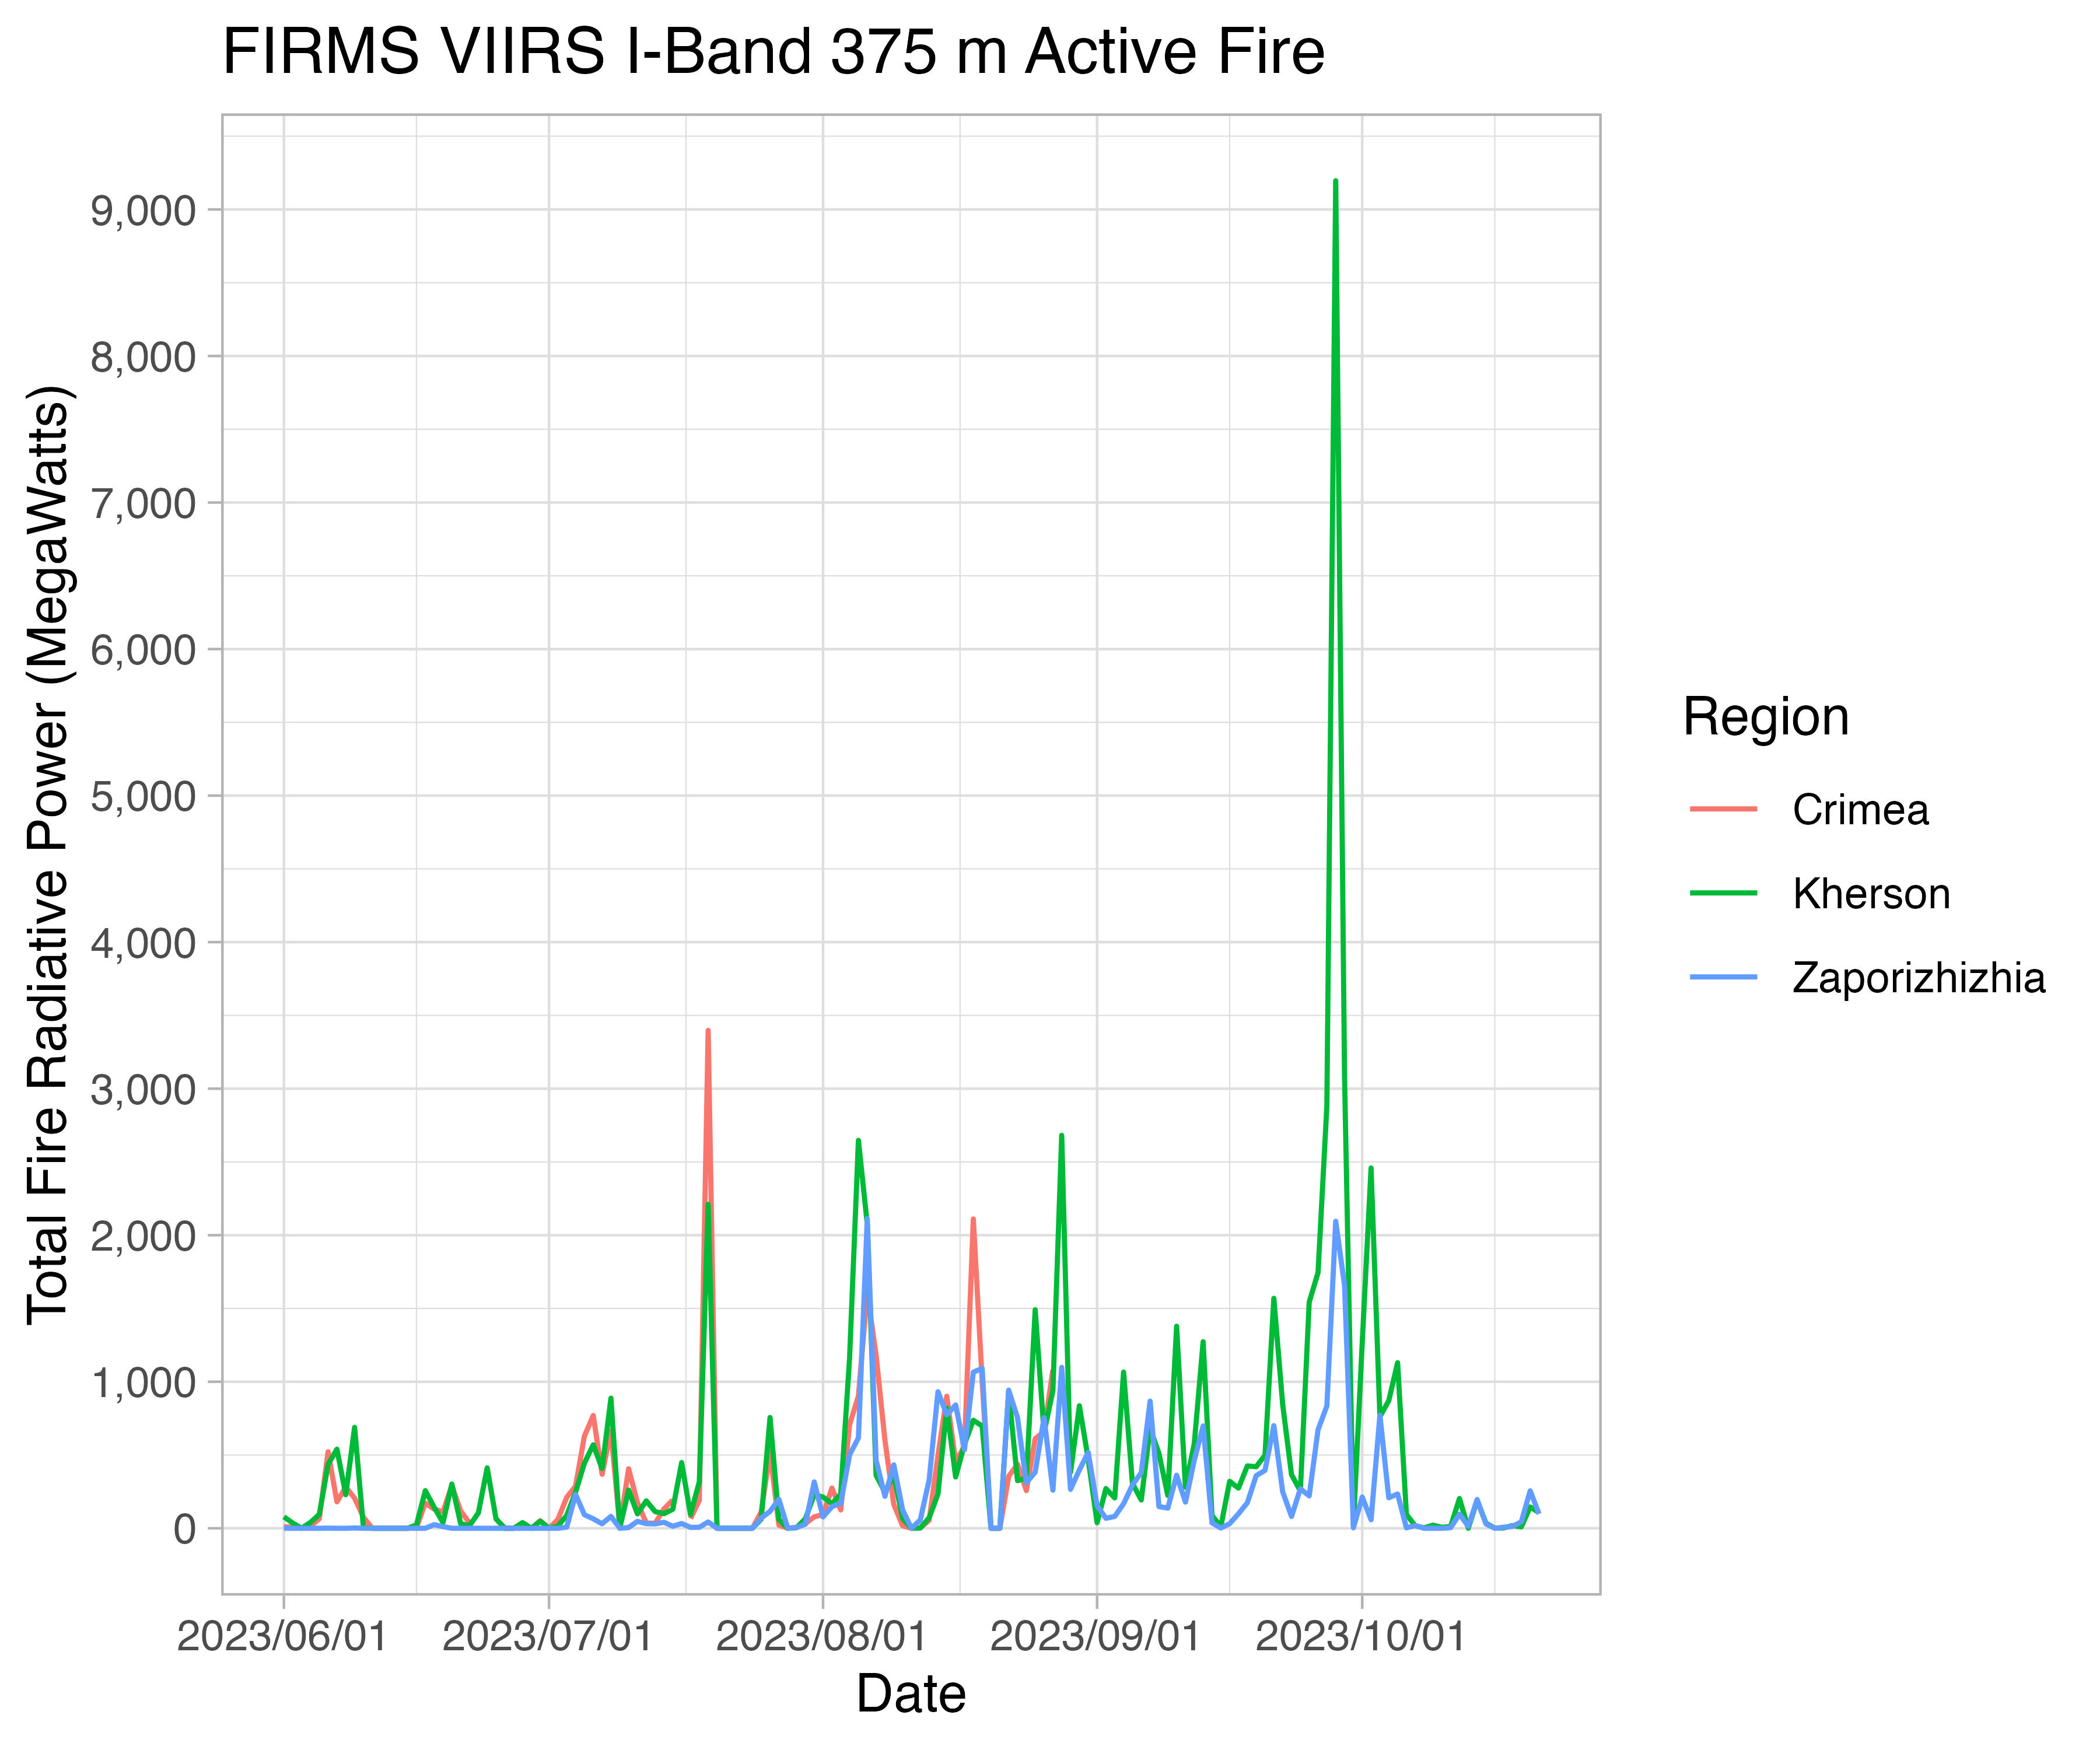 FIRMS VIIRS I-Band 375 m Active Fire
Total Fire Radiative Power (MegaWatts)
9,000
8,000
7,000
6,000
5,000
4,000
3,000
2,000
1,000
0
2023/06/01 2023/07/01 2023/08/01 2023/09/01 2023/10/01
Date
Region
Crimea
Kherson
Zaporizhizhia